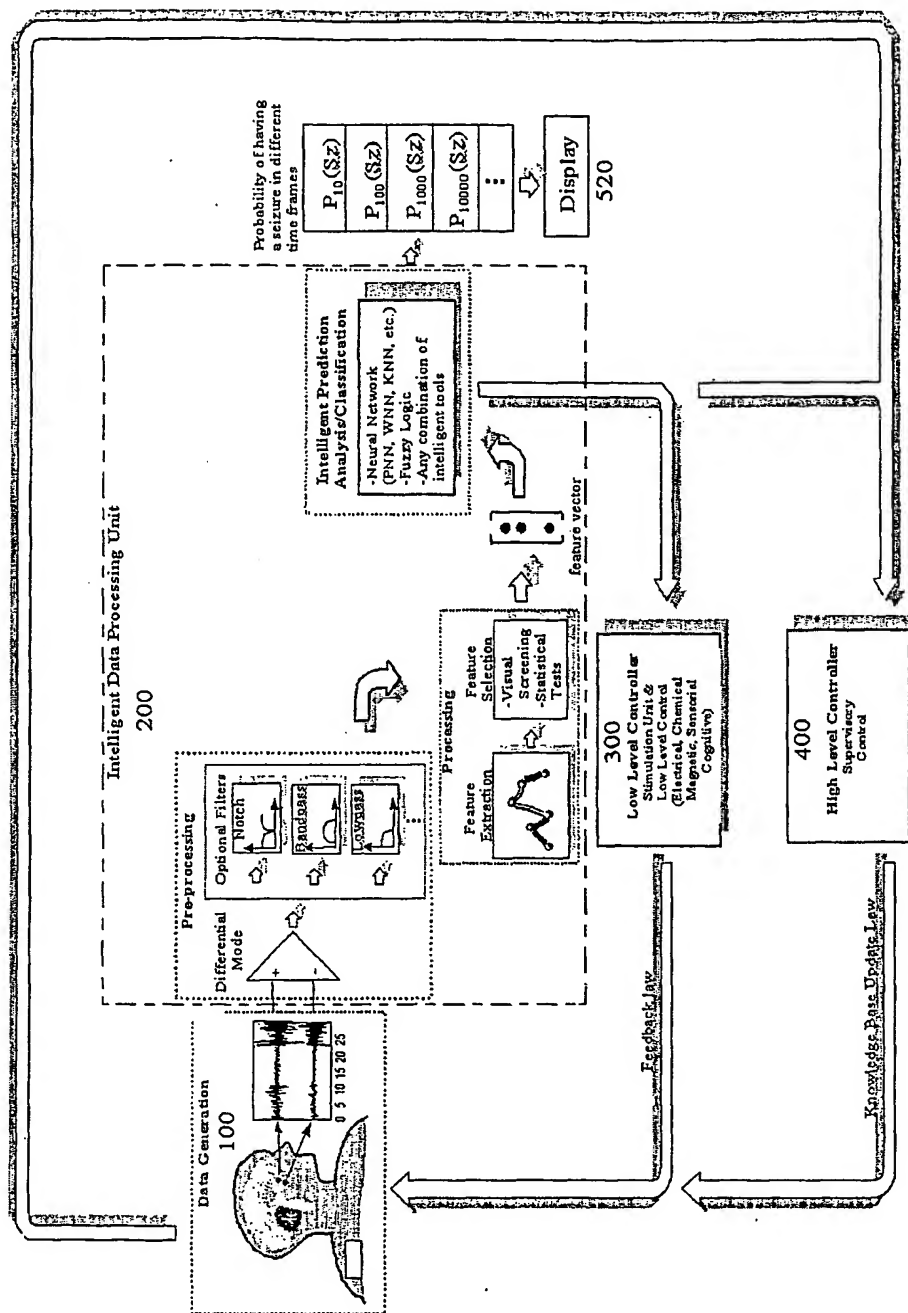 Data Generation
100
0 5 10 15 20 25
Intelligent Data Processing Unit
200
Pre-processing
Differential
Mode
+
-
Optional Filters
Notch
Bandpass
Lowpass
Processing
Feature
Extraction
Feature
Selection
-Visual
Screening
-Statistical
Tests
feature vector
Intelligent Prediction
Analysis/Classification
-Neural Network
(PNN, WNN, KNN, etc.)
-Fuzzy Logic
-Any combination of
intelligent tools
Probability of having
a seizure in different
time frames
P10(SZ)
P100(SZ)
P1000(SZ)
P10000(SZ)
Display
520
300
Low Level Controller
Stimulation Unit &
Low Level Control
(Electrical, Chemical
Magnetic, Sensorial
Cognitive)
400
High Level Controller
Supervisory
Control
Feedback law
Knowledge Base Update Law